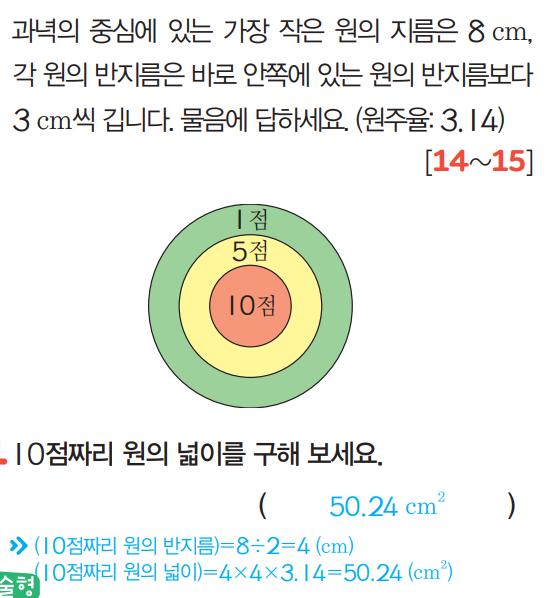 과녁의 중심에 있는 가장 작은 원의 지름은 8 cm,
각 원의 반지름은 바로 안쪽에 있는 원의 반지름보다
3 cm씩 깁니다. 물음에 답하세요. (원주율: 3.14)
[14~15]
1점
5점
10점
10점짜리 원의 넓이를 구해 보세요.
( 50.24 cm² )
» (10점짜리 원의 반지름)=8÷2=4 (cm)
(10점짜리 원의 넓이)=4×4×3.14=50.24 (cm²)
술형